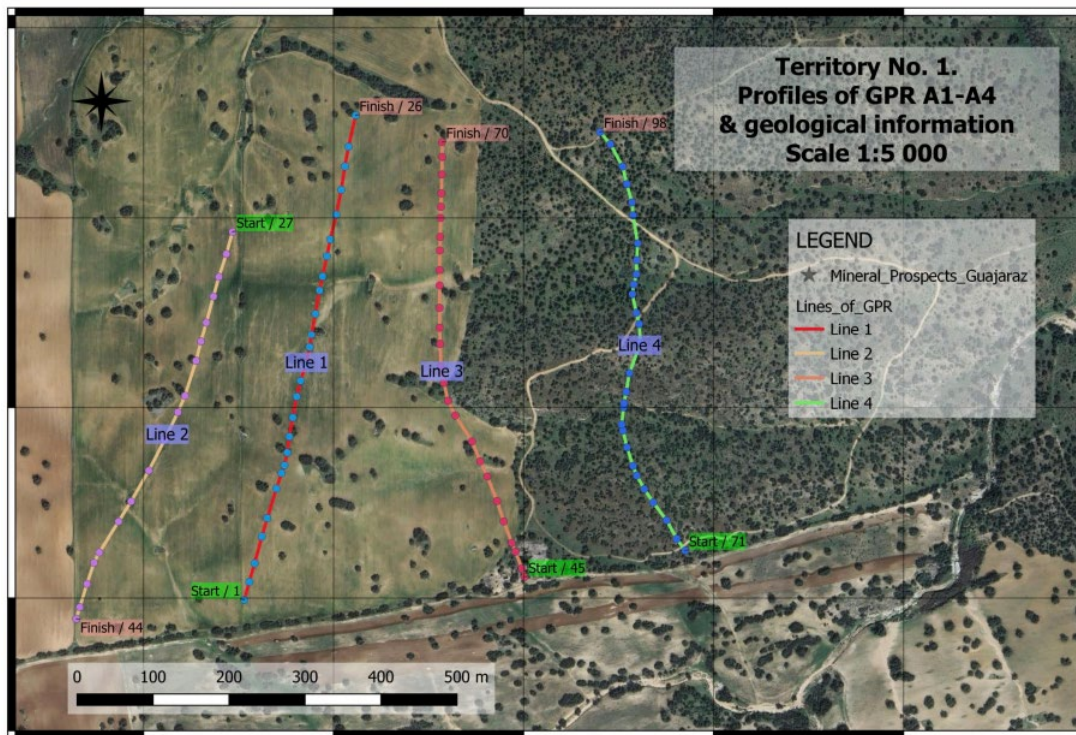 Territory No. 1.
Profiles of GPR A1-A4
& geological information
Scale 1:5 000
Finish / 26
Finish / 70
Finish / 98
Start / 27
LEGEND
Mineral_Prospects_Guajaraz
Lines_of_GPR
Line 1
Line 2
Line 3
Line 4
Line 1
Line 4
Line 3
Line 2
Start / 71
Start / 45
Start / 1
Finish / 44
0 100 200 300 400 500 m